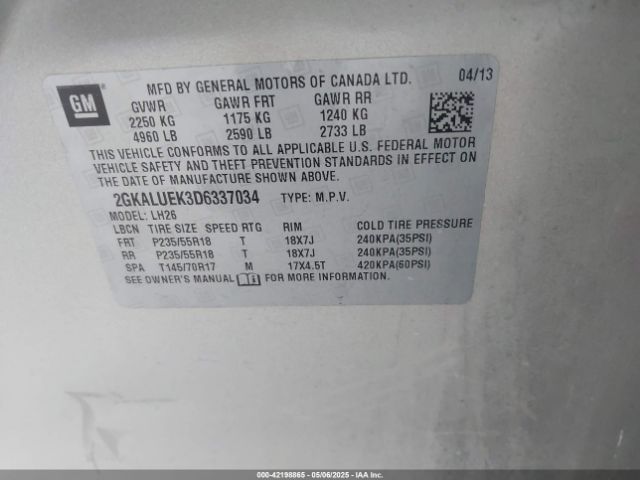 GM
MFD BY GENERAL MOTORS OF CANADA LTD. 04/13
GVWR GAWR FRT GAWR RR
2250 KG 1175 KG 1240 KG
4960 LB 2590 LB 2733 LB
THIS VEHICLE CONFORMS TO ALL APPLICABLE U.S. FEDERAL MOTOR
VEHICLE SAFETY AND THEFT PREVENTION STANDARDS IN EFFECT ON
THE DATE OF MANUFACTURE SHOWN ABOVE.
2GKALUEK3D6337034 TYPE: M.P.V.
MODEL: LH26
LBCN TIRE SIZE SPEED RTG RIM COLD TIRE PRESSURE
FRT P235/55R18 T 18X7J 240KPA(35PSI)
RR P235/55R18 T 18X7J 240KPA(35PSI)
SPA T145/70R17 M 17X4.5T 420KPA(60PSI)
SEE OWNER'S MANUAL FOR MORE INFORMATION.
000-42198865 - 05/06/2025 - IAAI.COM